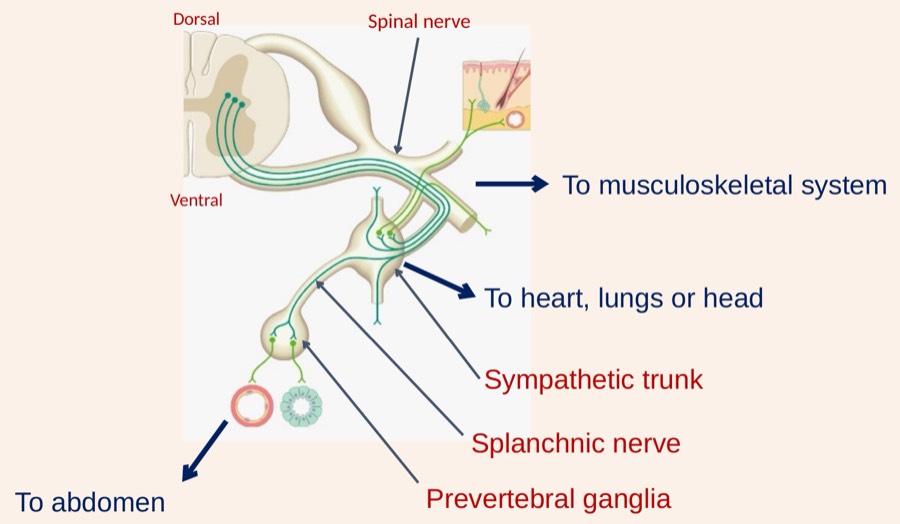 Dorsal
Spinal nerve
To musculoskeletal system
Ventral
To heart, lungs or head
Sympathetic trunk
Splanchnic nerve
To abdomen
Prevertebral ganglia